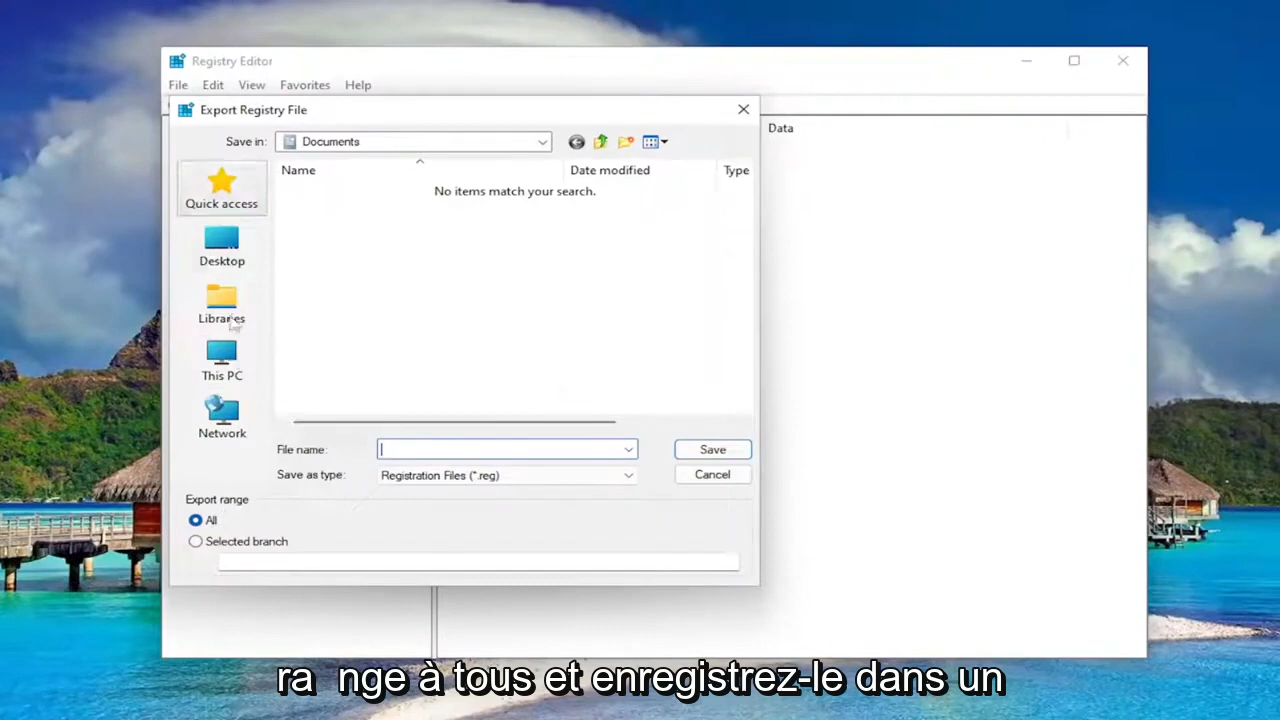 Registry Editor
File Edit View Favorites Help
Export Registry File
Save in: Documents
Data
Name Date modified Type
No items match your search.
Quick access
Desktop
Libraries
This PC
Network
File name: Save
Save as type: Registration Files (*.reg) Cancel
Export range
All
Selected branch
ra nge à tous et enregistrez-le dans un